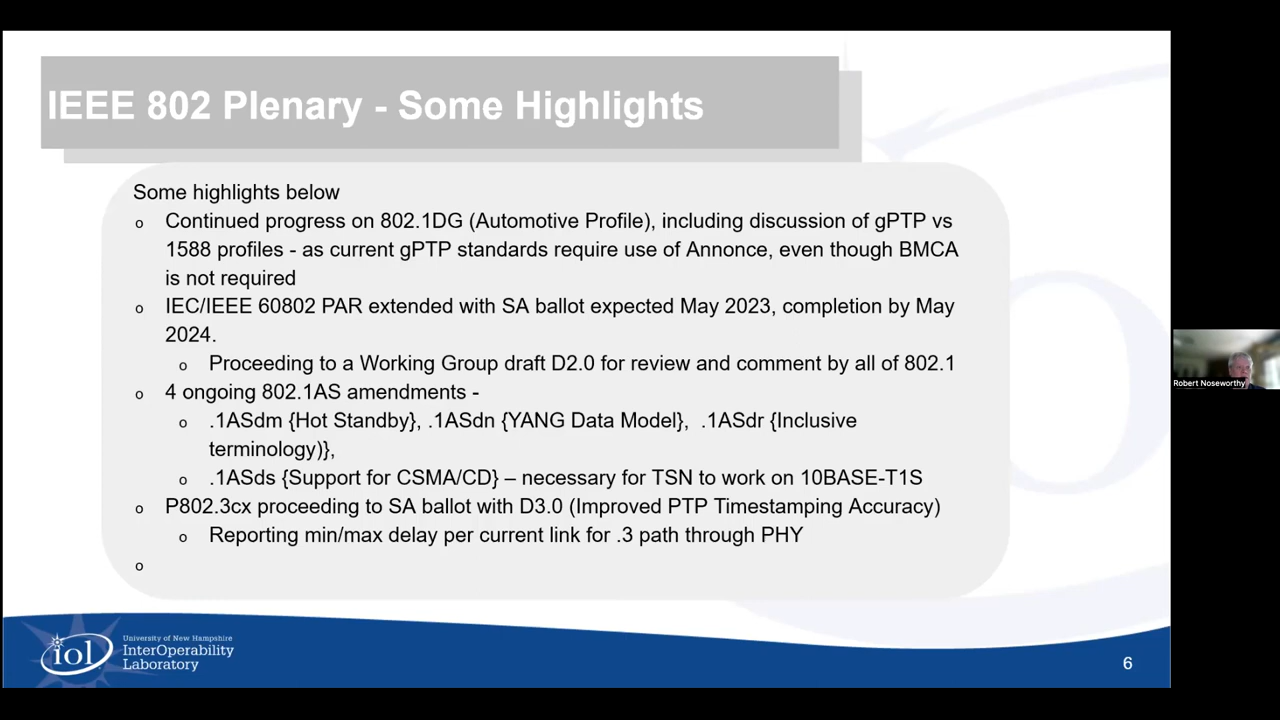 IEEE 802 Plenary - Some Highlights
Some highlights below
o Continued progress on 802.1DG (Automotive Profile), including discussion of gPTP vs
1588 profiles - as current gPTP standards require use of Annonce, even though BMCA
is not required
o IEC/IEEE 60802 PAR extended with SA ballot expected May 2023, completion by May
2024.
o Proceeding to a Working Group draft D2.0 for review and comment by all of 802.1
o 4 ongoing 802.1AS amendments -
o .1ASdm {Hot Standby}, .1ASdn {YANG Data Model}, .1ASdr {Inclusive
terminology)},
o .1ASds {Support for CSMA/CD} – necessary for TSN to work on 10BASE-T1S
o P802.3cx proceeding to SA ballot with D3.0 (Improved PTP Timestamping Accuracy)
o Reporting min/max delay per current link for .3 path through PHY
o
Robert Noseworthy
iol
University of New Hampshire
InterOperability
Laboratory
6